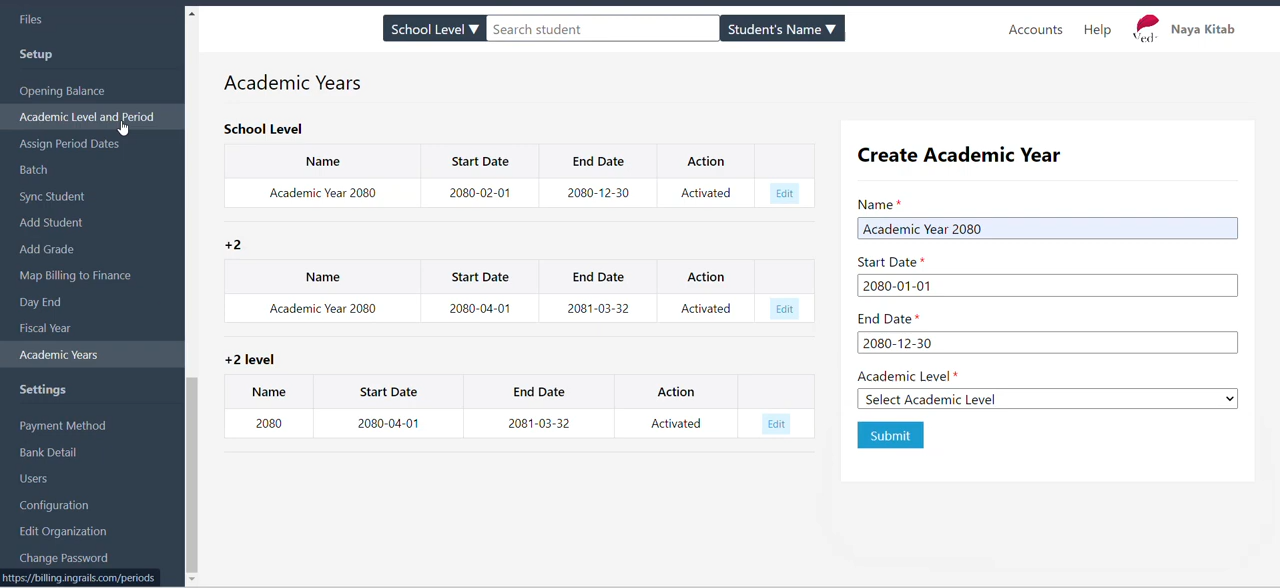 Files
Setup
Opening Balance
Academic Level and Period
Assign Period Dates
Batch
Sync Student
Add Student
Add Grade
Map Billing to Finance
Day End
Fiscal Year
Academic Years
Settings
Payment Method
Bank Detail
Users
Configuration
Edit Organization
Change Password
https://billing.ingrails.com/periods
School Level ▼ Search student Student's Name ▼
Accounts Help Naya Kitab
Academic Years
School Level
Name Start Date End Date Action
Academic Year 2080 2080-02-01 2080-12-30 Activated Edit
+2
Name Start Date End Date Action
Academic Year 2080 2080-04-01 2081-03-32 Activated Edit
+2 level
Name Start Date End Date Action
2080 2080-04-01 2081-03-32 Activated Edit
Create Academic Year
Name *
Academic Year 2080
Start Date *
2080-01-01
End Date *
2080-12-30
Academic Level *
Select Academic Level
Submit